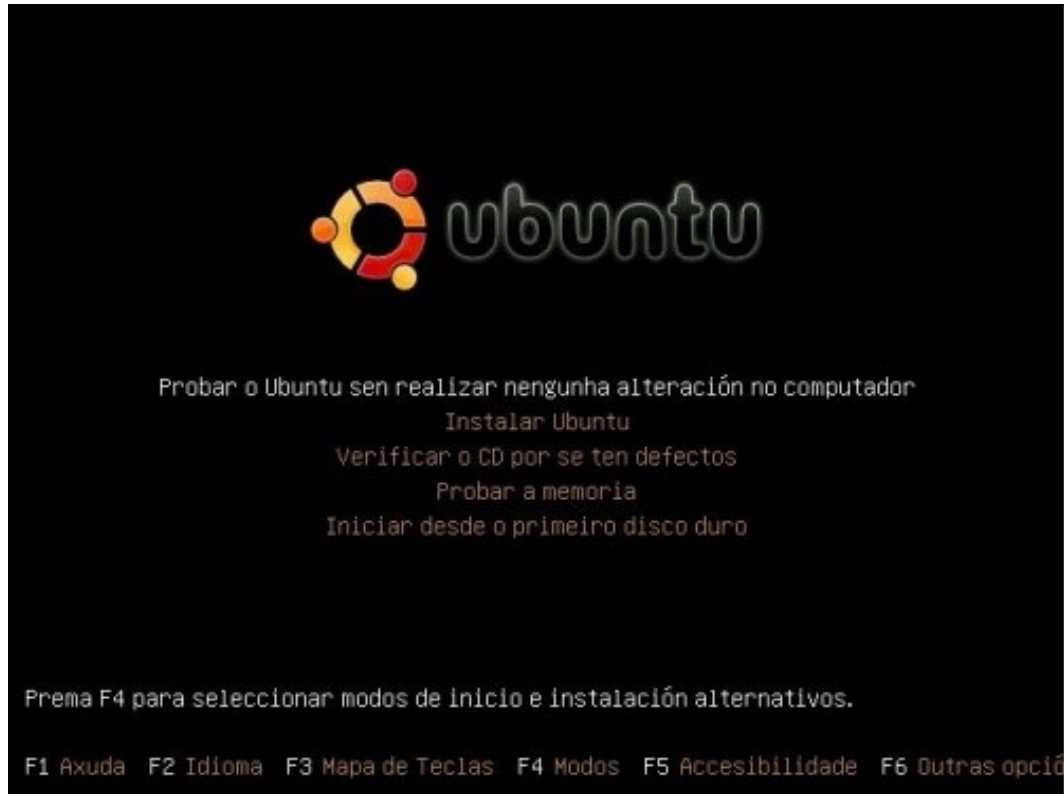 ubuntu
Probar o Ubuntu sen realizar nengunha alteración no computador
Instalar Ubuntu
Verificar o CD por se ten defectos
Probar a memoria
Iniciar desde o primeiro disco duro
Prema F4 para seleccionar modos de inicio e instalación alternativos.
F1 Axuda F2 Idioma F3 Mapa de Teclas F4 Modos F5 Accesibilidade F6 Outras opció